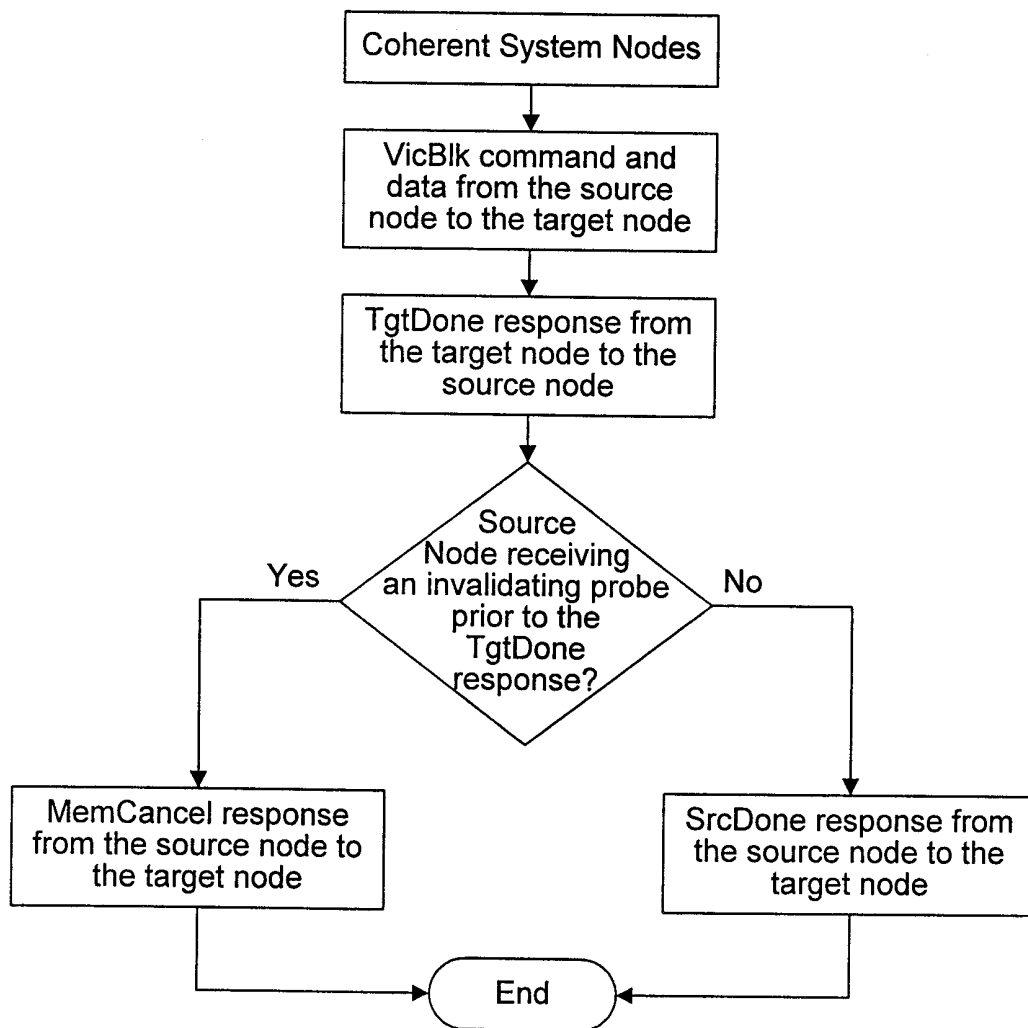 Coherent System Nodes
VicBlk command and
data from the source
node to the target node
TgtDone response from
the target node to the
source node
Source
Node receiving
an invalidating probe
prior to the
TgtDone
response?
Yes
No
MemCancel response
from the source node to
the target node
SrcDone response from
the source node to the
target node
End